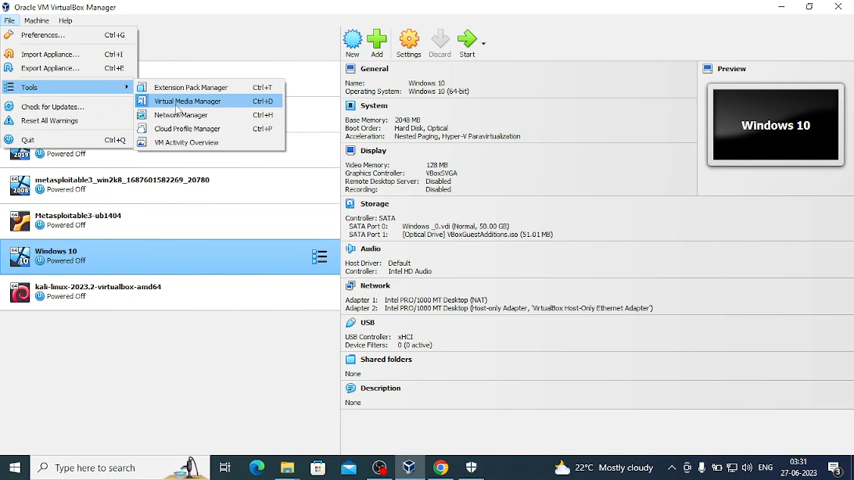 Oracle VM VirtualBox Manager
File Machine Help
Preferences... Ctrl+G
Import Appliance... Ctrl+I
Export Appliance... Ctrl+E
Tools
Check for Updates...
Reset All Warnings
Quit Ctrl+Q
Extension Pack Manager Ctrl+T
Virtual Media Manager Ctrl+D
Network Manager Ctrl+H
Cloud Profile Manager Ctrl+P
VM Activity Overview
New Add Settings Discard Start
2019 Powered Off
64 metasploitable3_win2k8_1687601582269_20780
2008 Powered Off
64 Metasploitable3-ub1404
Powered Off
64 Windows 10
10 Powered Off
64 kali-linux-2023.2-virtualbox-amd64
Powered Off
General
Name: Windows 10
Operating System: Windows 10 (64-bit)
System
Base Memory: 2048 MB
Boot Order: Hard Disk, Optical
Acceleration: Nested Paging, Hyper-V Paravirtualization
Display
Video Memory: 128 MB
Graphics Controller: VBoxSVGA
Remote Desktop Server: Disabled
Recording: Disabled
Storage
Controller: SATA
SATA Port 0: Windows _0.vdi (Normal, 50.00 GB)
SATA Port 1: [Optical Drive] VBoxGuestAdditions.iso (51.01 MB)
Audio
Host Driver: Default
Controller: Intel HD Audio
Network
Adapter 1: Intel PRO/1000 MT Desktop (NAT)
Adapter 2: Intel PRO/1000 MT Desktop (Host-only Adapter, 'VirtualBox Host-Only Ethernet Adapter')
USB
USB Controller: xHCI
Device Filters: 0 (0 active)
Shared folders
None
Description
None
Preview
Windows 10
Type here to search
22°C Mostly cloudy
ENG
03:31
27-06-2023
3